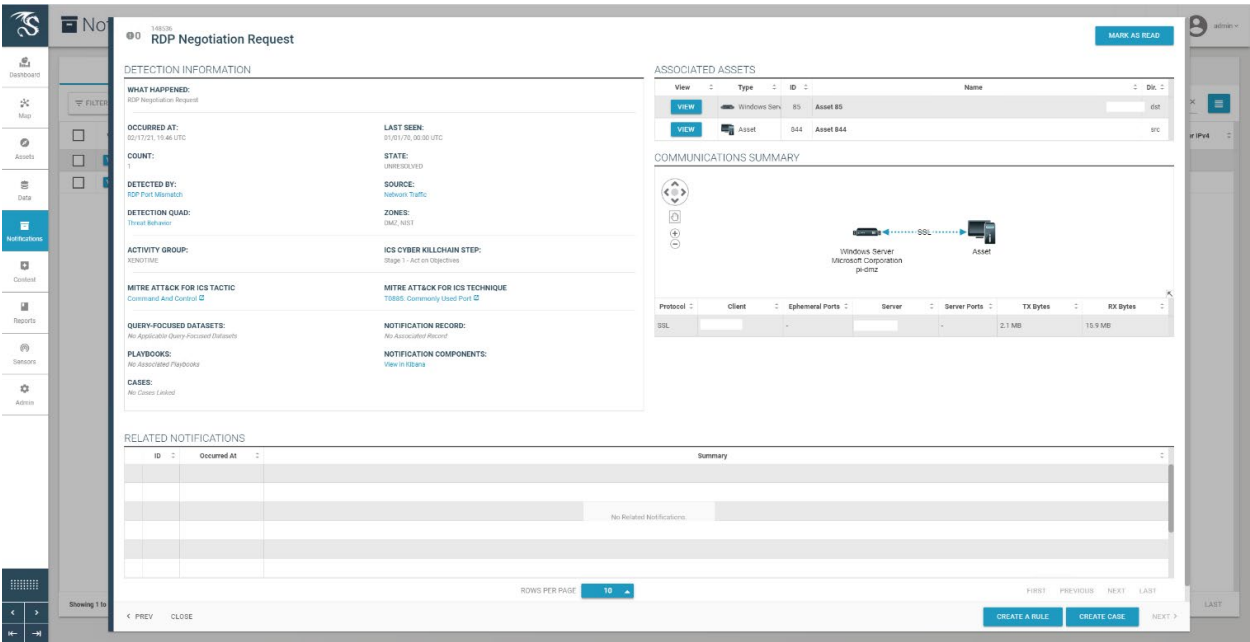 Not
admin
148536
0 RDP Negotiation Request
MARK AS READ
Dashboard
Map
Assets
Data
Notifications
Content
Reports
Sensors
Admin
FILTER
or IPv4
DETECTION INFORMATION
WHAT HAPPENED:
RDP Negotiation Request
OCCURRED AT:
02/17/21, 19:46 UTC
LAST SEEN:
01/01/70, 00:00 UTC
COUNT:
1
STATE:
UNRESOLVED
DETECTED BY:
RDP Port Mismatch
SOURCE:
Network Traffic
DETECTION QUAD:
Threat Behavior
ZONES:
DMZ, NIST
ACTIVITY GROUP:
XENOTIME
ICS CYBER KILLCHAIN STEP:
Stage 1 - Act on Objectives
MITRE ATT&CK FOR ICS TACTIC
Command And Control
MITRE ATT&CK FOR ICS TECHNIQUE
T0885: Commonly Used Port
QUERY-FOCUSED DATASETS:
No Applicable Query-Focused Datasets
NOTIFICATION RECORD:
No Associated Record
PLAYBOOKS:
No Associated Playbooks
NOTIFICATION COMPONENTS:
View in Kibana
CASES:
No Cases Linked
ASSOCIATED ASSETS
View Type ID Name Dir.
VIEW Windows Serv 85 Asset 85 dst
VIEW Asset 844 Asset 844 src
COMMUNICATIONS SUMMARY
SSL
Windows Server
Microsoft Corporation
pi-dmz
Asset
Protocol Client Ephemeral Ports Server Server Ports TX Bytes RX Bytes
SSL - - 2.1 MB 15.9 MB
RELATED NOTIFICATIONS
ID Occurred At Summary
No Related Notifications.
ROWS PER PAGE 10
FIRST PREVIOUS NEXT LAST
Showing 1 to
LAST
< PREV CLOSE
CREATE A RULE CREATE CASE NEXT >